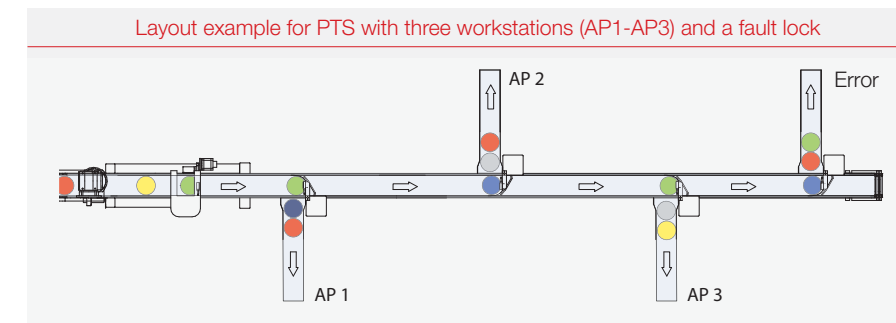 Layout example for PTS with three workstations (AP1-AP3) and a fault lock
AP 2
Error
AP 1
AP 3